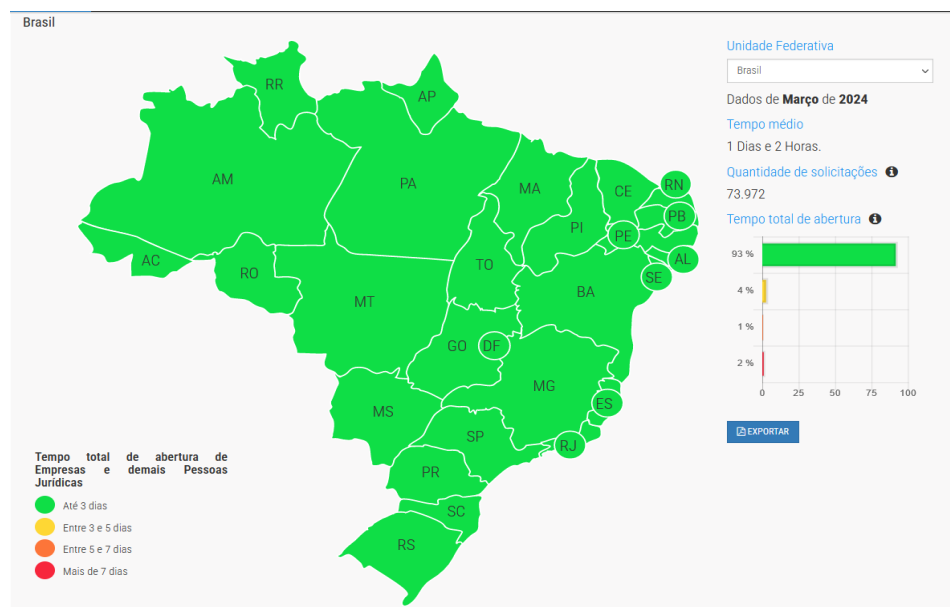 Brasil
RR
AP
AM
PA
MA
CE
RN
PB
PI
PE
AC
RO
TO
AL
SE
MT
BA
GO
DF
MG
MS
ES
SP
RJ
PR
SC
RS
Tempo total de abertura de
Empresas e demais Pessoas
Jurídicas
Até 3 dias
Entre 3 e 5 dias
Entre 5 e 7 dias
Mais de 7 dias
Unidade Federativa
Brasil
Dados de Março de 2024
Tempo médio
1 Dias e 2 Horas.
Quantidade de solicitações
73.972
Tempo total de abertura
93 %
4 %
1 %
2 %
0 25 50 75 100
EXPORTAR